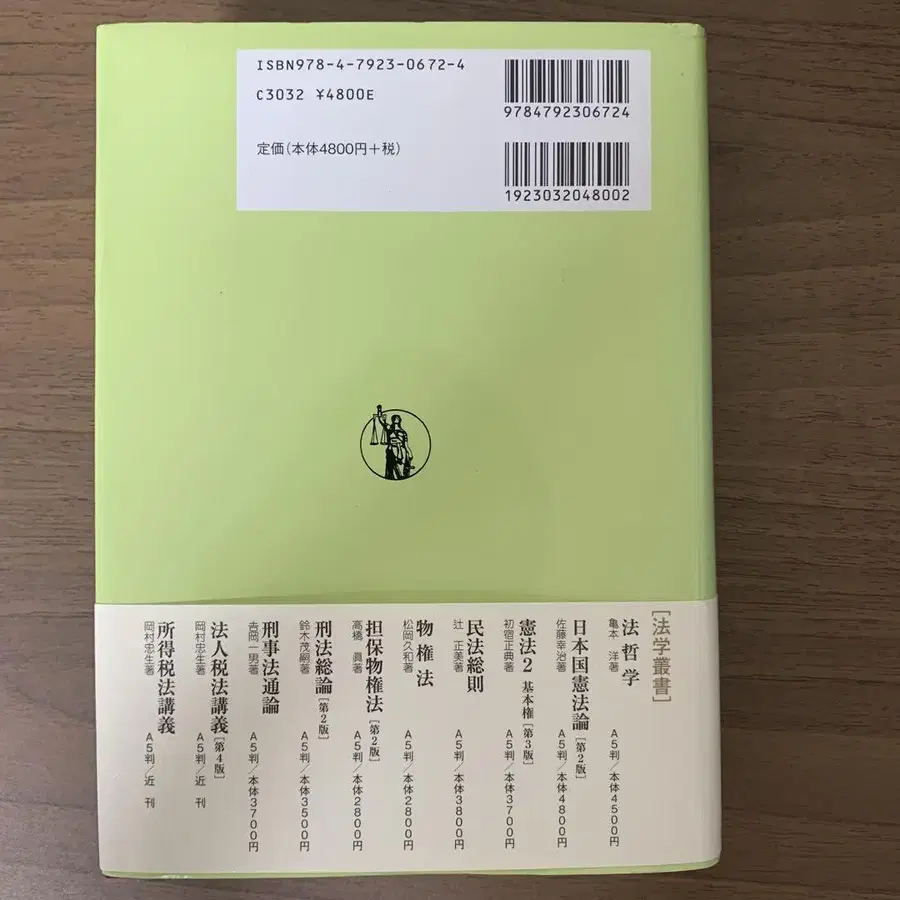 ISBN978-4-7923-0672-4
C3032 ¥4800E
定価(本体4800円+税)
9784792306724
1923032048002
[法学叢書]
法哲学
亀本 洋著
A5判/本体4500円
日本国憲法論[第2版]
佐藤幸治著
A5判/本体4800円
憲法2 基本権[第3版]
初宿正典著
A5判/本体3700円
民法総則
辻 正美著
A5判/本体3800円
物権法
松岡久和著
A5判/本体2800円
担保物権法[第2版]
高橋 眞著
A5判/本体2800円
刑法総論[第2版]
鈴木茂嗣著
A5判/本体3500円
刑事法通論
吉岡一男著
A5判/本体3700円
法人税法講義[第4版]
岡村忠生著
A5判/近 刊
所得税法講義
岡村忠生著
A5判/近 刊